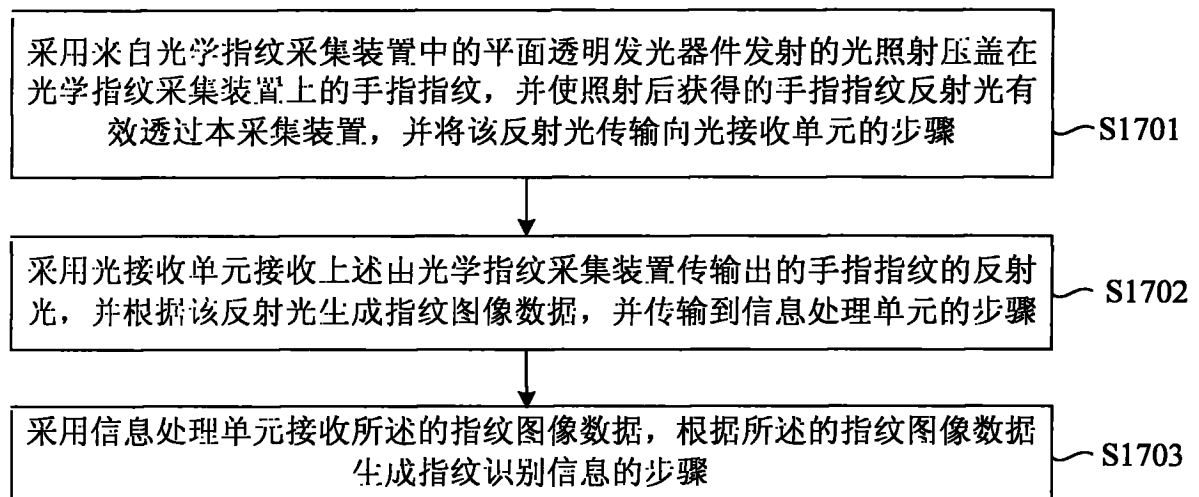 采用来自光学指纹采集装置中的平面透明发光器件发射的光照射压盖在
光学指纹采集装置上的手指指纹，并使照射后获得的手指指纹反射光有
效透过本采集装置，并将该反射光传输向光接收单元的步骤
S1701
采用光接收单元接收上述由光学指纹采集装置传输出的手指指纹的反射
光，并根据该反射光生成指纹图像数据，并传输到信息处理单元的步骤
S1702
采用信息处理单元接收所述的指纹图像数据，根据所述的指纹图像数据
生成指纹识别信息的步骤
S1703